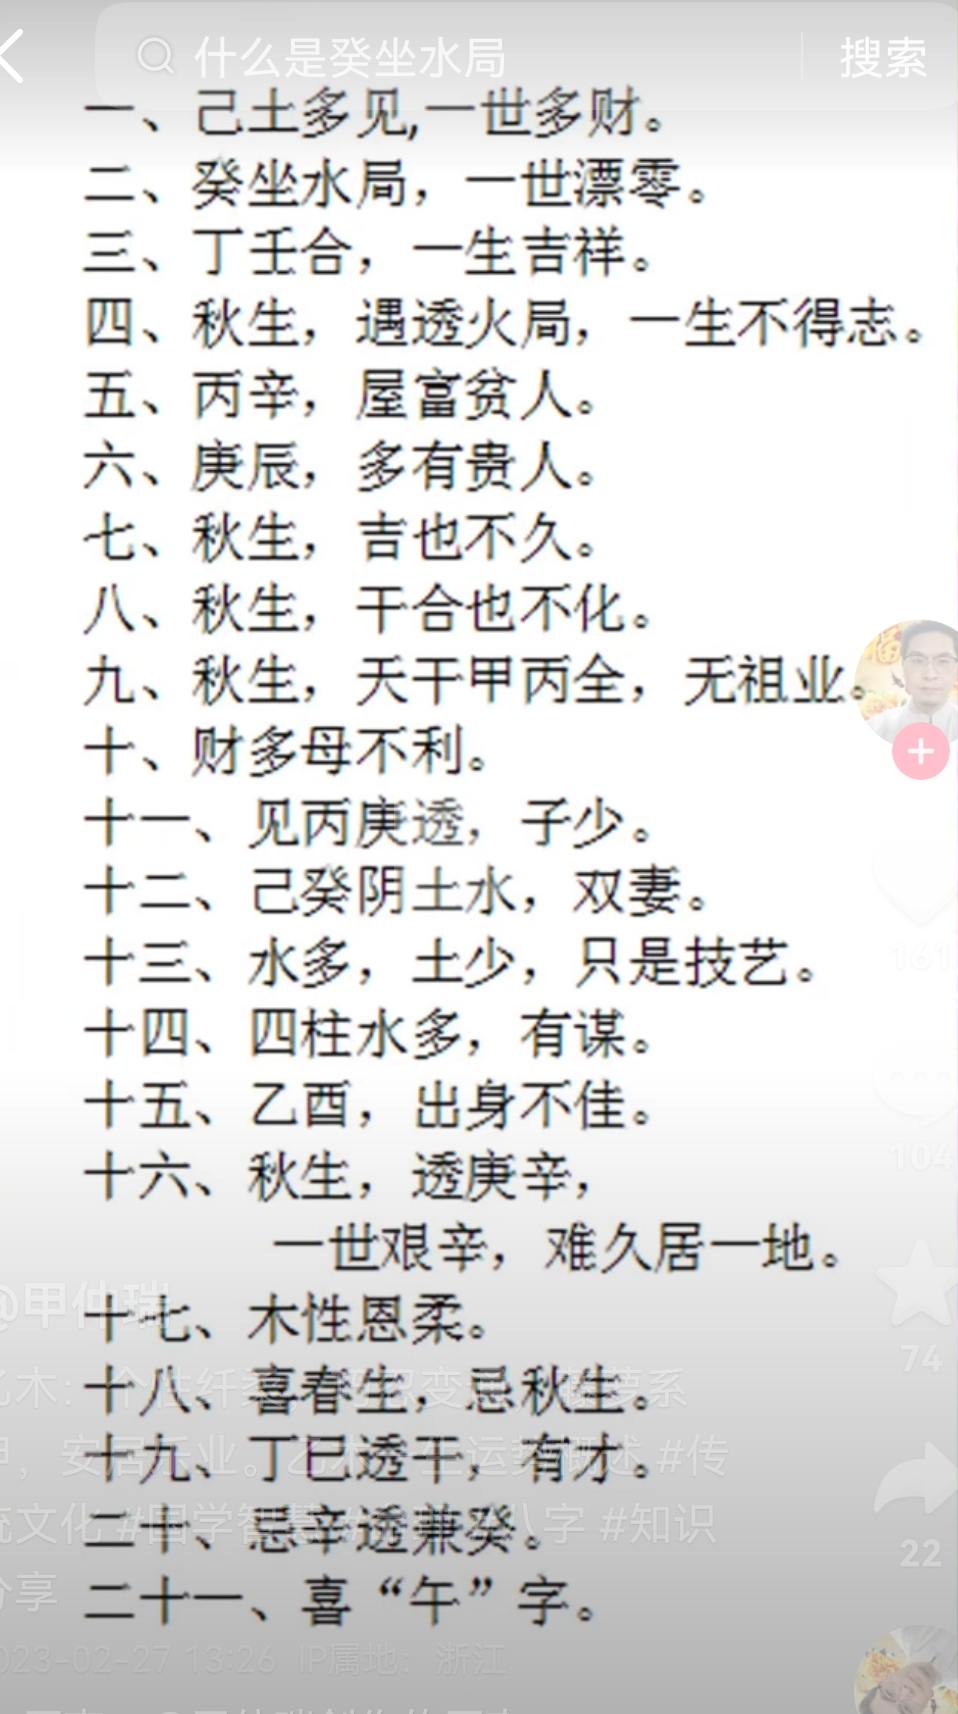 什么是癸坐水局 搜索
一、己土多见,一世多财。
二、癸坐水局，一世漂零。
三、丁壬合，一生吉祥。
四、秋生，遇透火局，一生不得志。
五、丙辛，屋富贫人。
六、庚辰，多有贵人。
七、秋生，吉也不久。
八、秋生，干合也不化。
九、秋生，天干甲丙全，无祖业。
十、财多母不利。
十一、见丙庚透，子少。
十二、己癸阴土水，双妻。
十三、水多，土少，只是技艺。
161
十四、四柱水多，有谋。
十五、乙酉，出身不佳。
104
十六、秋生，透庚辛，
一世艰辛，难久居一地。
@甲仲瑞
十七、木性恩柔。
74
十八、喜春生，忌秋生。
十九、丁巳透干，有才。
#传
二十、忌辛透兼癸。
统文化 #国学智慧 八字 #知识
22
分享
二十一、喜“午”字。
023-02-27 13:26 IP属地：浙江